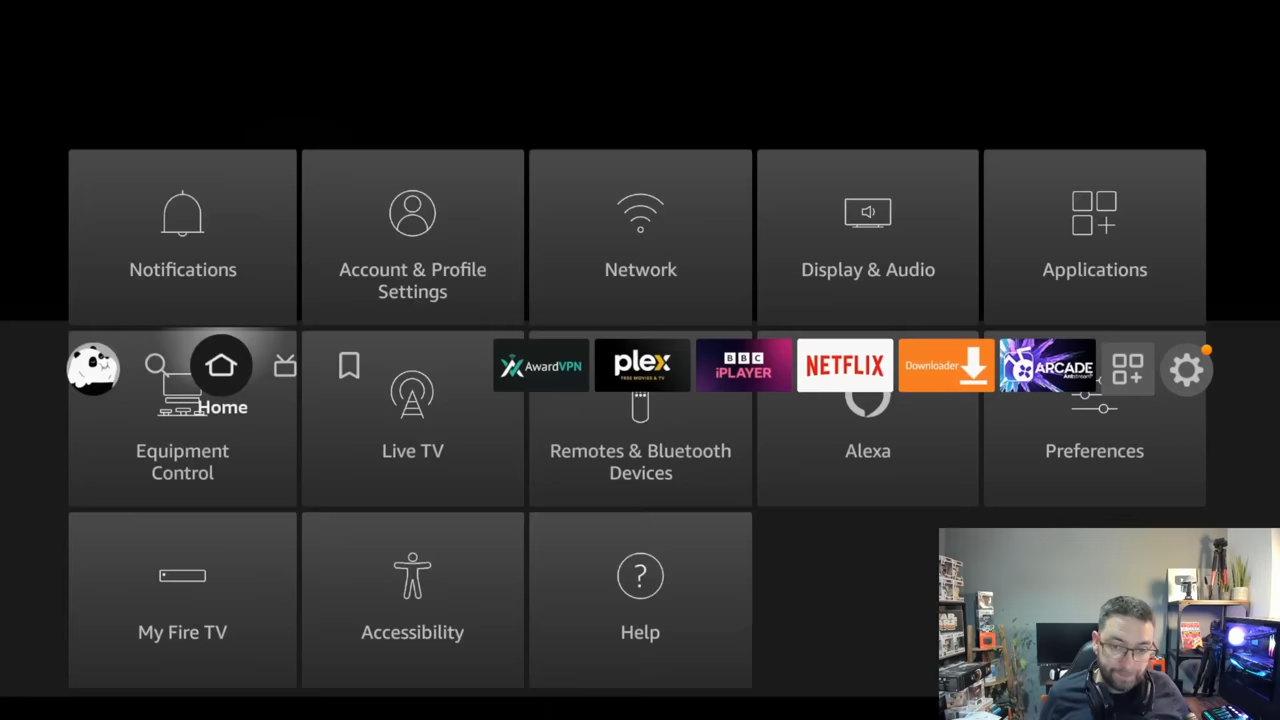 Notifications
Account & Profile
Settings
Network
Display & Audio
Applications
Home
AwardVPN
plex
FREE MOVIES & TV
BBC
iPLAYER
NETFLIX
Downloader
ARCADE
Antstream
Equipment
Control
Live TV
Remotes & Bluetooth
Devices
Alexa
Preferences
My Fire TV
Accessibility
?
Help